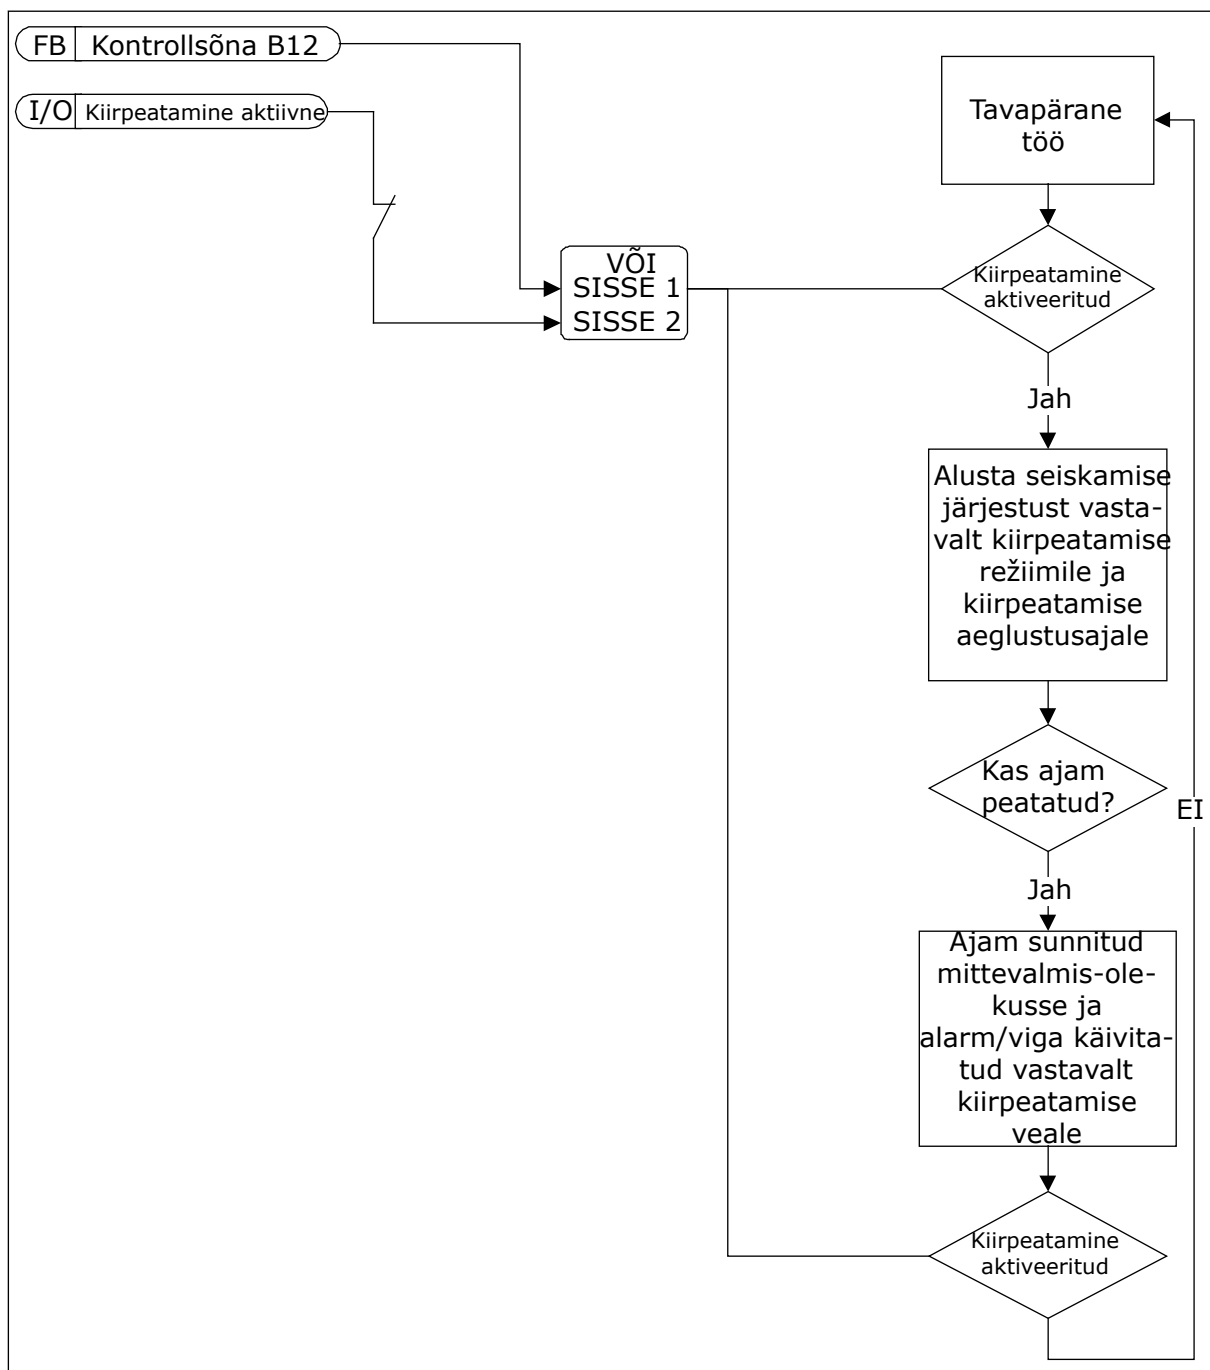 FB Kontrollsõna B12
I/O Kiirpeatamine aktiivne
VÕI
SISSE 1
SISSE 2
Tavapärane
töö
Kiirpeatamine
aktiveeritud
Jah
Alusta seiskamise
järjestust vasta-
valt kiirpeatamise
režiimile ja
kiirpeatamise
aeglustusajale
Kas ajam
peatatud?
EI
Jah
Ajam sunnitud
mittevalmis-ole-
kusse ja
alarm/viga käivita-
tud vastavalt
kiirpeatamise
veale
Kiirpeatamine
aktiveeritud